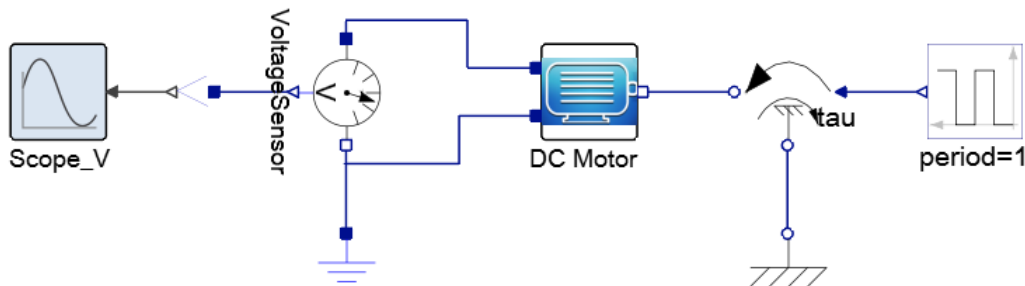 VoltageSensor
V
Scope_V
DC Motor
tau
period=1